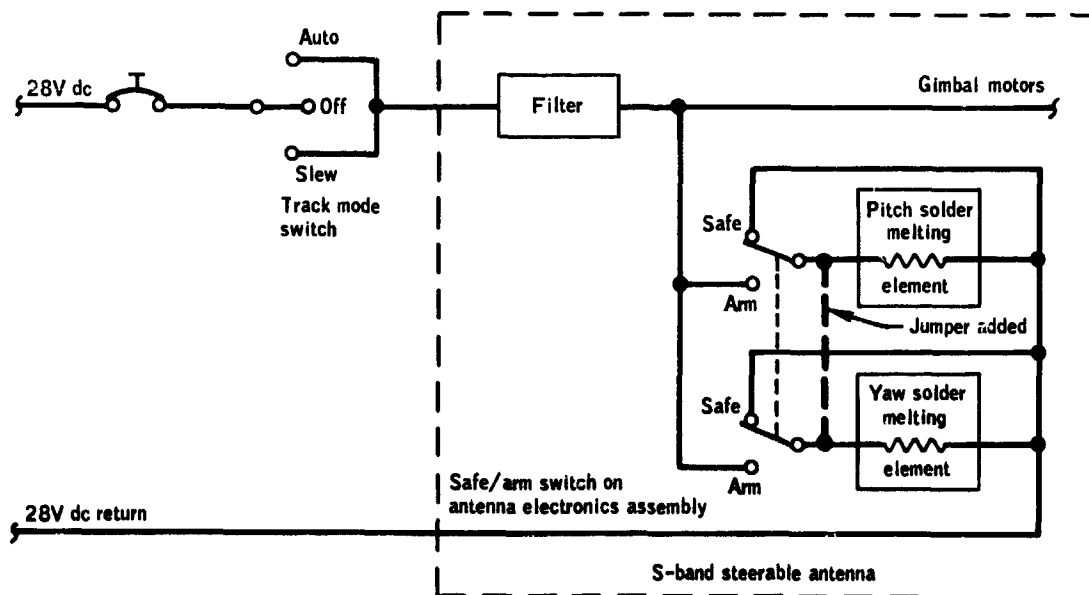 Auto
28V dc
Off
Slew
Track mode
switch
Filter
Gimbal motors
Safe
Arm
Pitch solder
melting
element
Jumper added
Safe
Arm
Yaw solder
melting
element
Safe/arm switch on
antenna electronics assembly
28V dc return
S-band steerable antenna